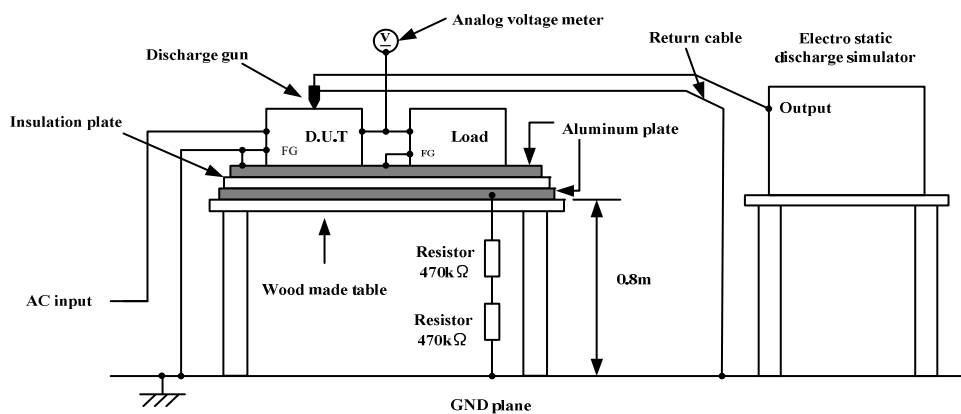 Analog voltage meter
V
Discharge gun
Return cable
Electro static
discharge simulator
Output
Insulation plate
D.U.T
Load
Aluminum plate
FG
FG
Resistor
470kΩ
0.8m
Wood made table
AC input
Resistor
470kΩ
GND plane